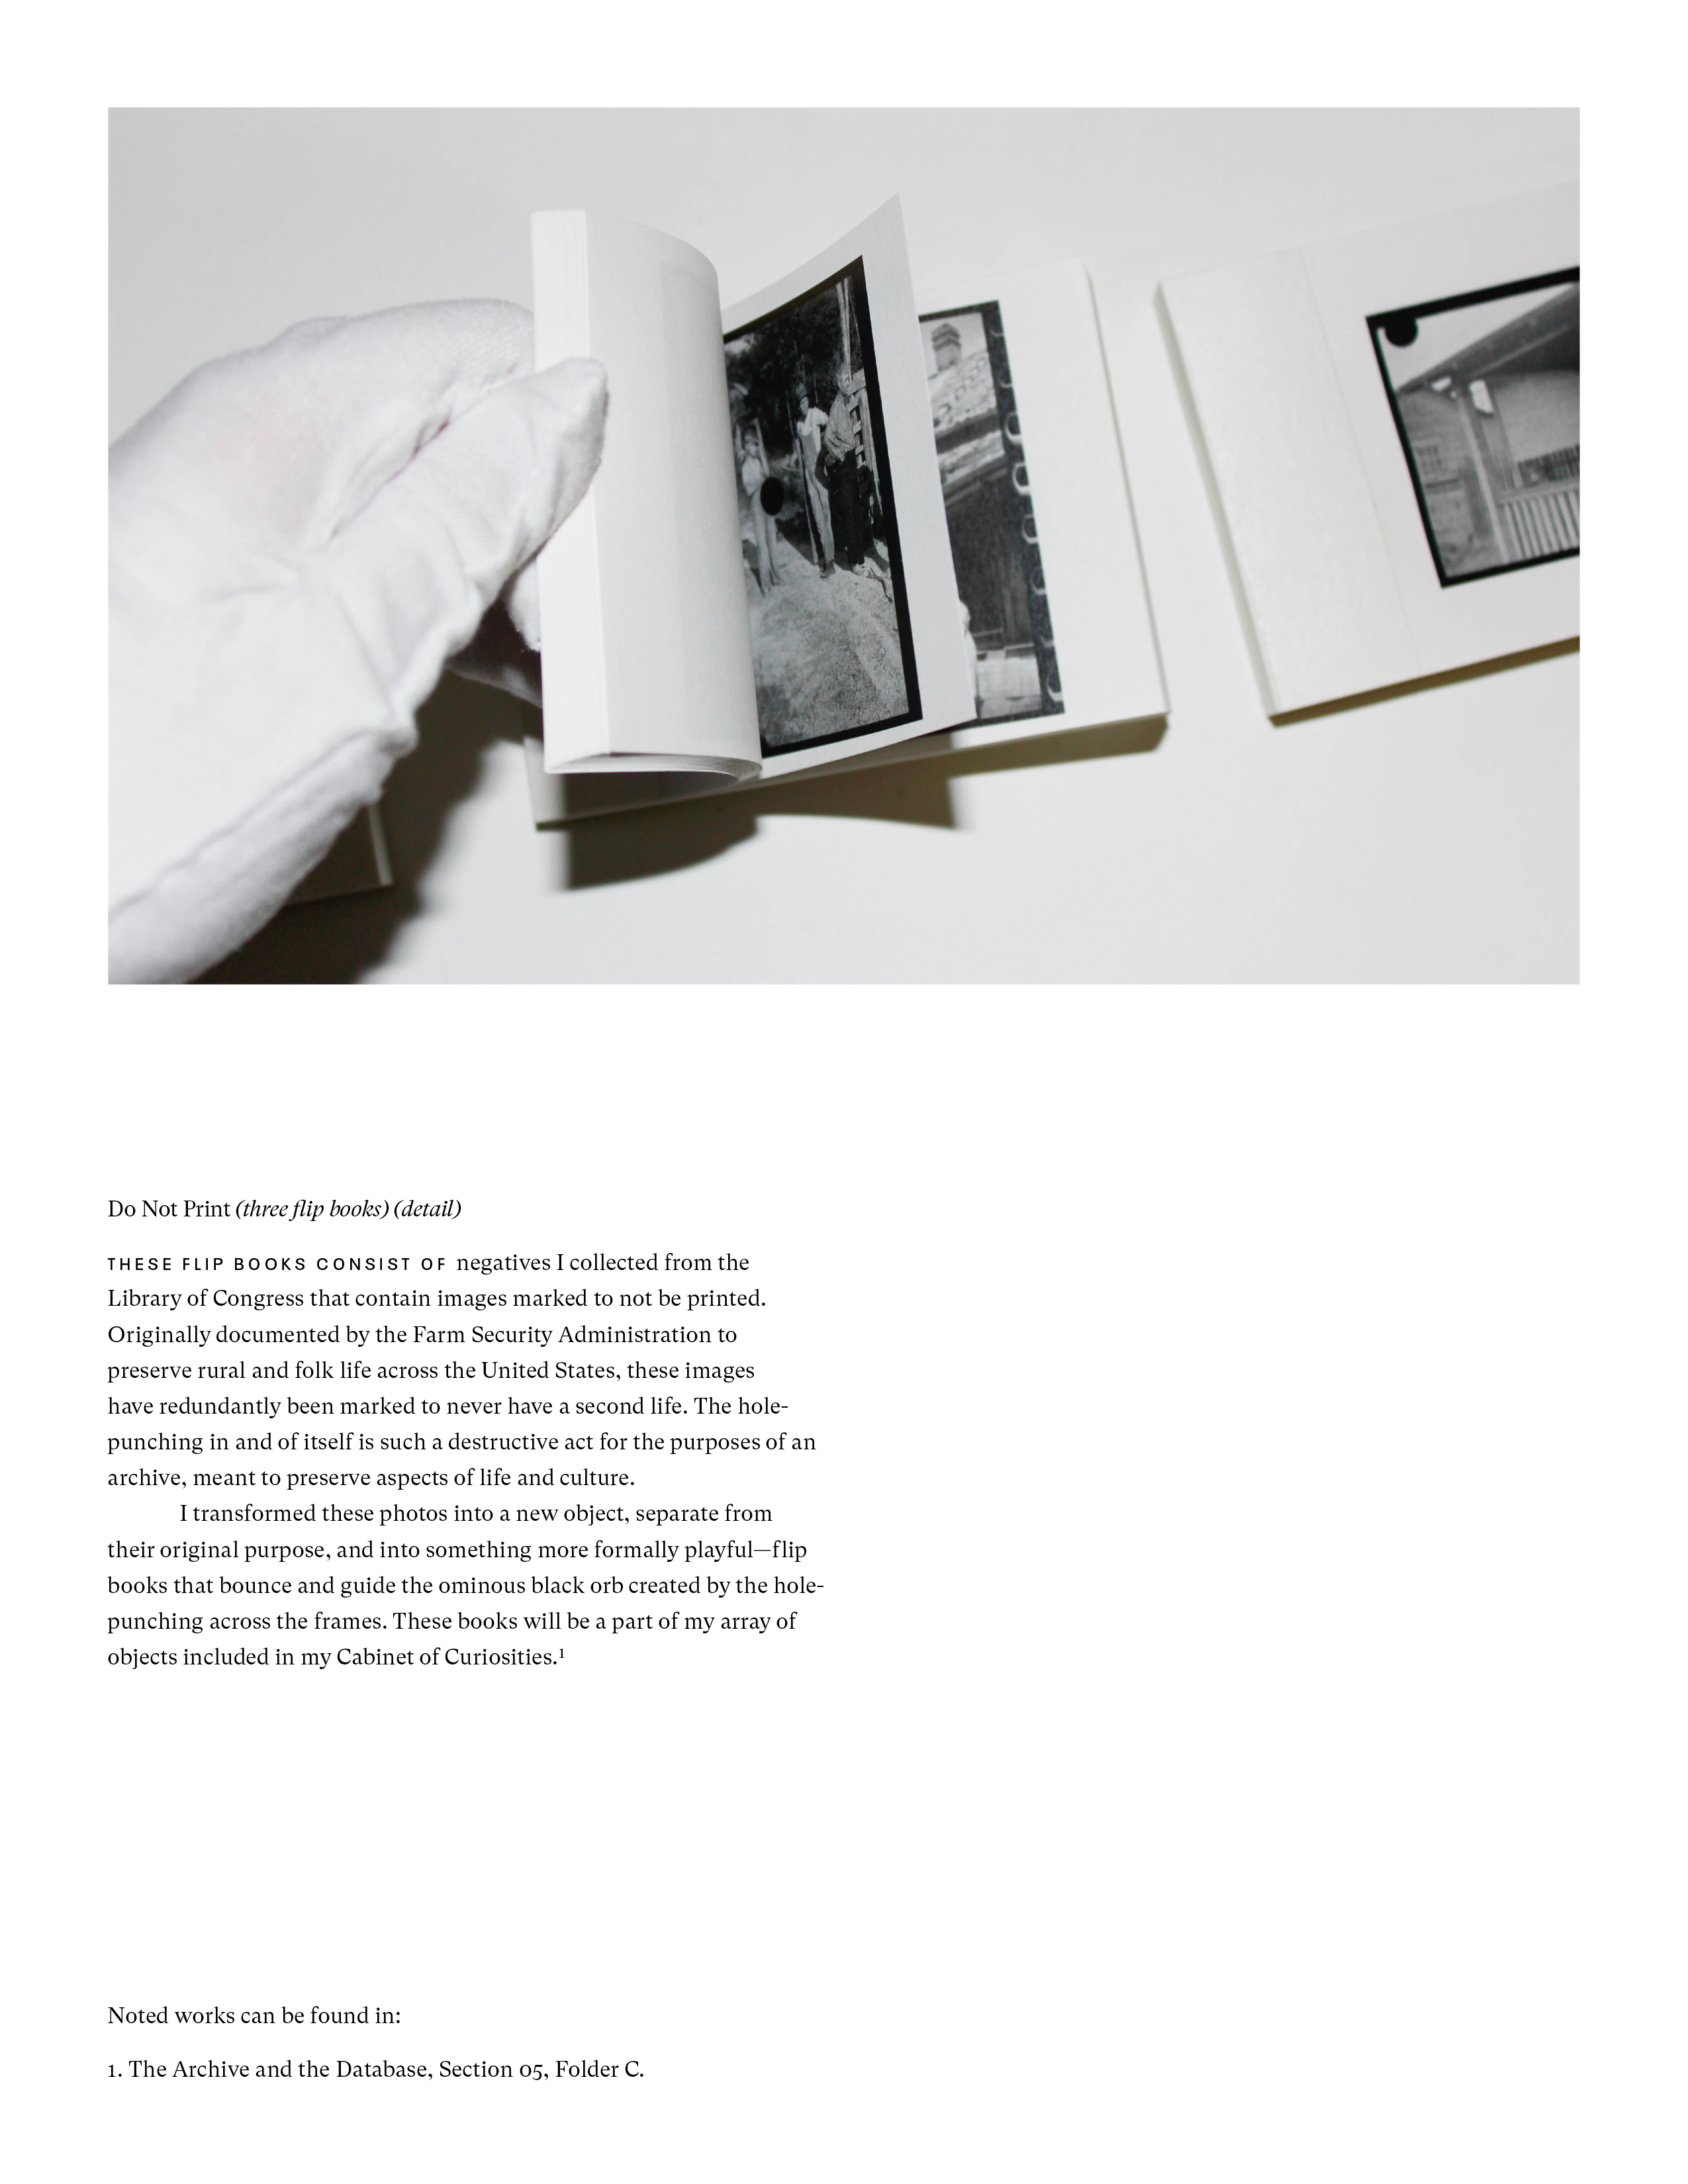 Do Not Print (three flip books) (detail)
THESE FLIP BOOKS CONSIST OF negatives I collected from the
Library of Congress that contain images marked to not be printed.
Originally documented by the Farm Security Administration to
preserve rural and folk life across the United States, these images
have redundantly been marked to never have a second life. The hole-
punching in and of itself is such a destructive act for the purposes of an
archive, meant to preserve aspects of life and culture.
I transformed these photos into a new object, separate from
their original purpose, and into something more formally playful—flip
books that bounce and guide the ominous black orb created by the hole-
punching across the frames. These books will be a part of my array of
objects included in my Cabinet of Curiosities.¹
Noted works can be found in:
1. The Archive and the Database, Section 05, Folder C.